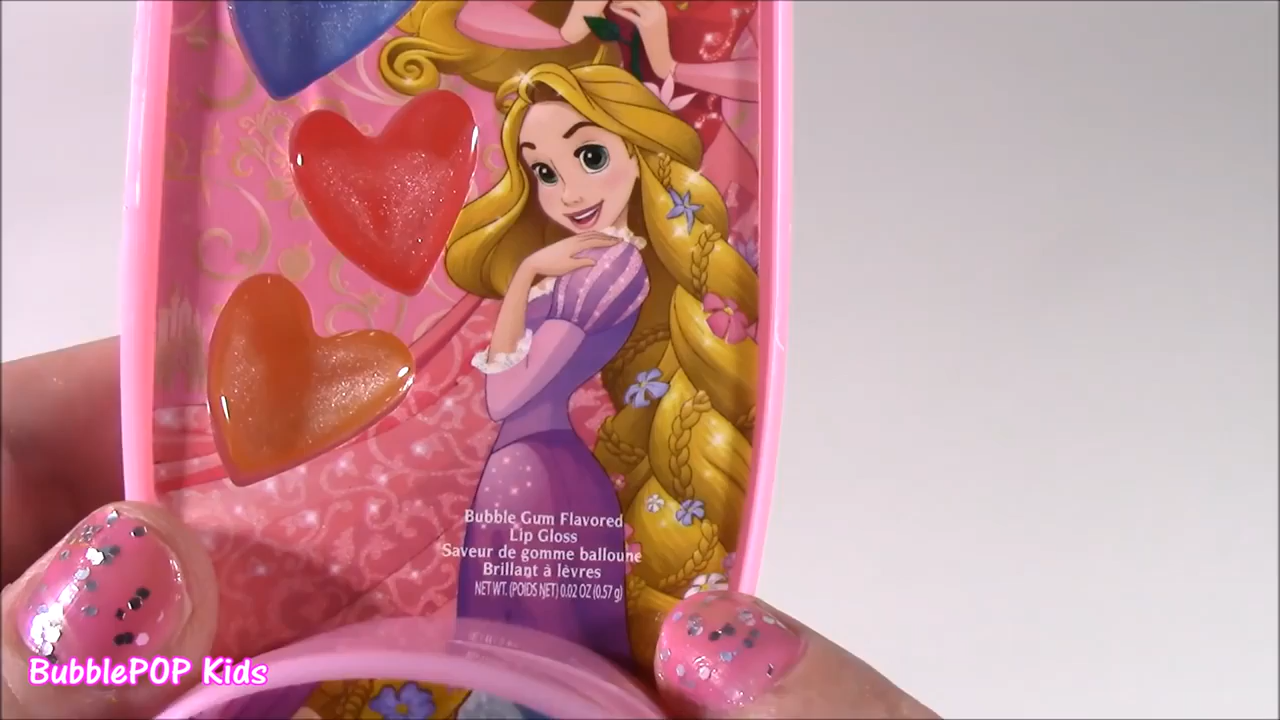 Bubble Gum Flavored
Lip Gloss
Saveur de gomme balloune
Brillant à lèvres
NET WT. (POIDS NET) 0.02 OZ (0.57 g)
BubblePOP Kids